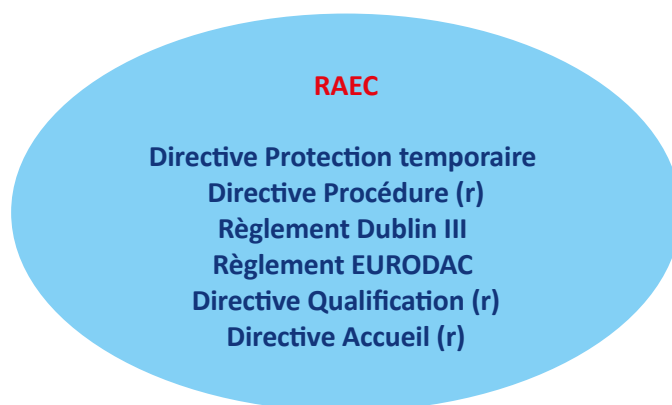 RAEC
Directive Protection temporaire
Directive Procédure (r)
Règlement Dublin III
Règlement EURODAC
Directive Qualification (r)
Directive Accueil (r)